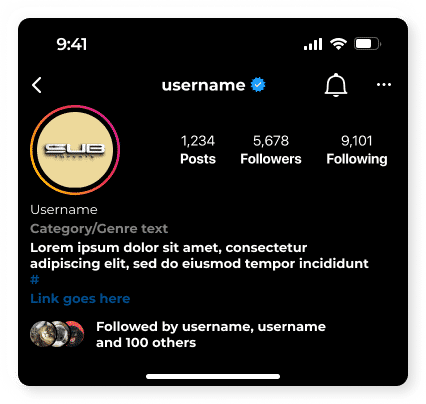 9:41
username
SUB
1,234 5,678 9,101
Posts Followers Following
Username
Category/Genre text
Lorem ipsum dolor sit amet, consectetur
adipiscing elit, sed do eiusmod tempor incididunt
#
Link goes here
Followed by username, username
and 100 others